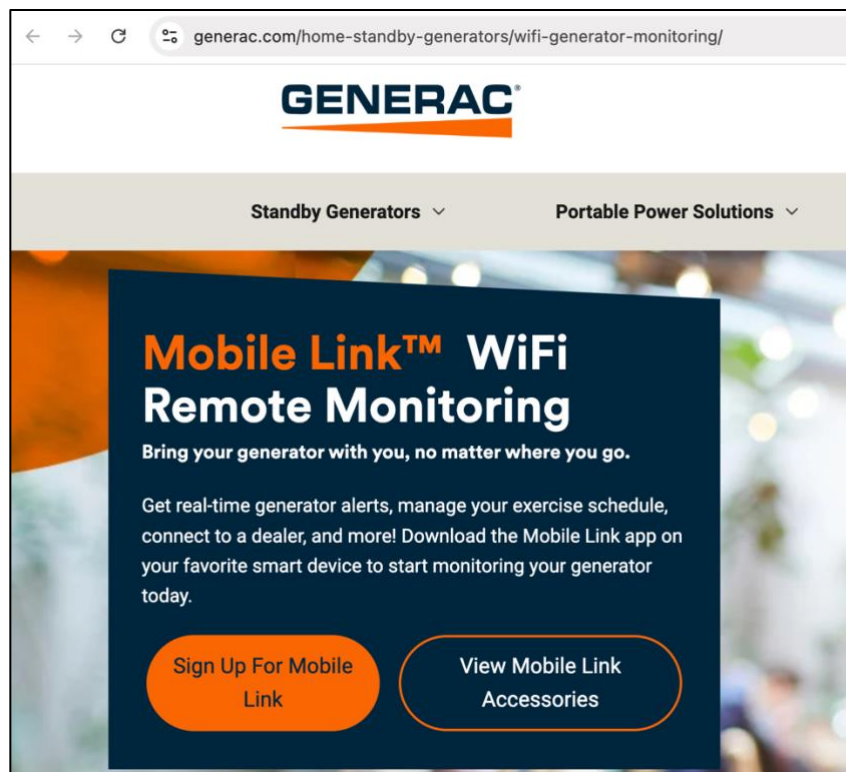 generac.com/home-standby-generators/wifi-generator-monitoring/
GENERAC®
Standby Generators
Portable Power Solutions
Mobile Link™ WiFi
Remote Monitoring
Bring your generator with you, no matter where you go.
Get real-time generator alerts, manage your exercise schedule,
connect to a dealer, and more! Download the Mobile Link app on
your favorite smart device to start monitoring your generator
today.
Sign Up For Mobile
Link
View Mobile Link
Accessories